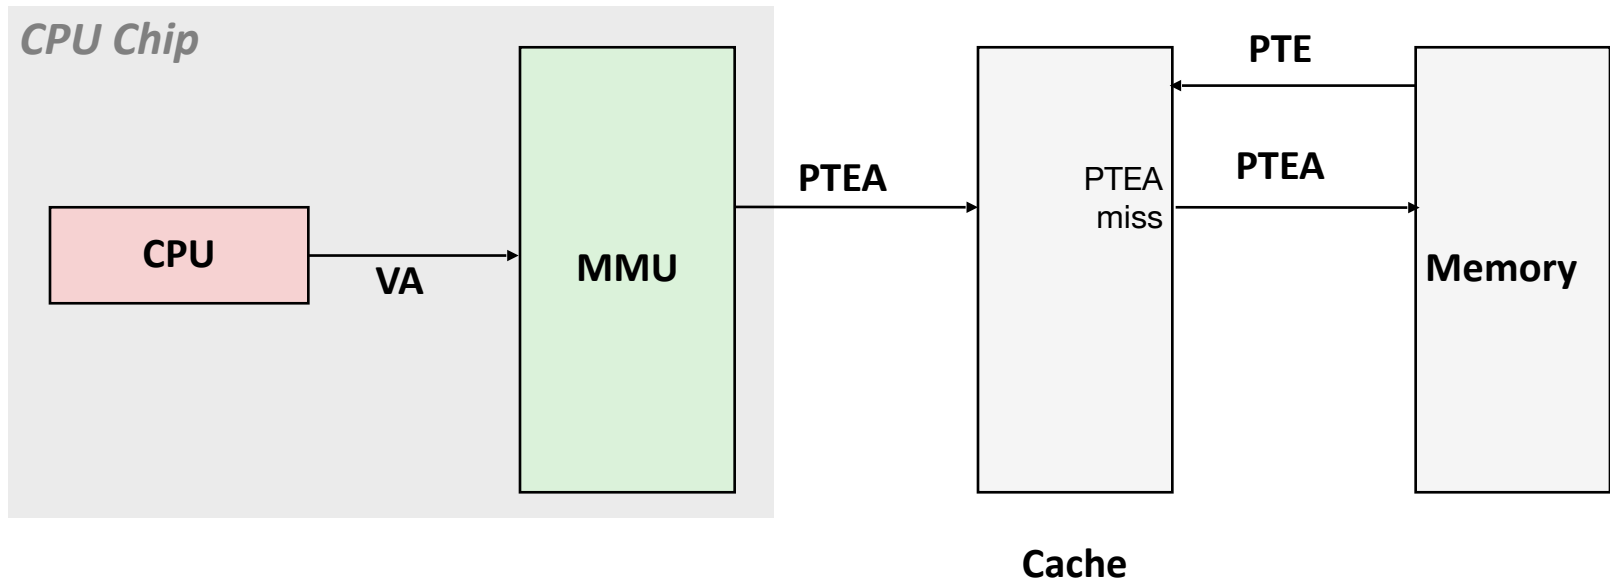 CPU Chip
PTE
PTEA
PTEA
PTEA
miss
CPU
VA
MMU
Memory
Cache